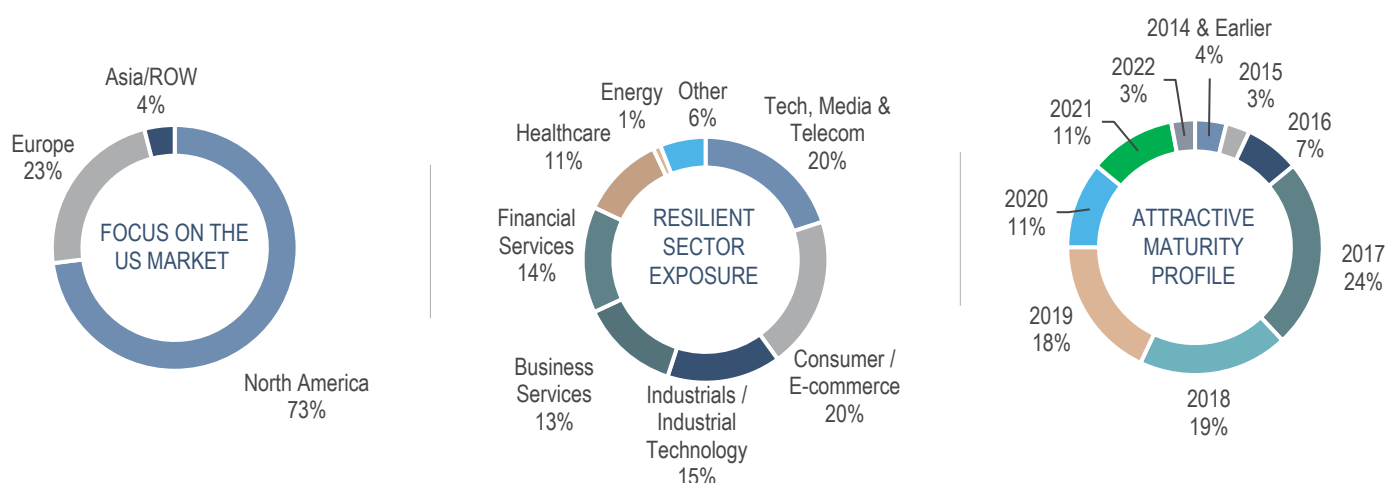 FOCUS ON THE
US MARKET
Asia/ROW
4%
Europe
23%
North America
73%
RESILIENT
SECTOR
EXPOSURE
Energy
1%
Other
6%
Tech, Media &
Telecom
20%
Healthcare
11%
Financial
Services
14%
Business
Services
13%
Industrials /
Industrial
Technology
15%
Consumer /
E-commerce
20%
ATTRACTIVE
MATURITY
PROFILE
2014 & Earlier
4%
2015
3%
2016
7%
2017
24%
2018
19%
2019
18%
2020
11%
2021
11%
2022
3%